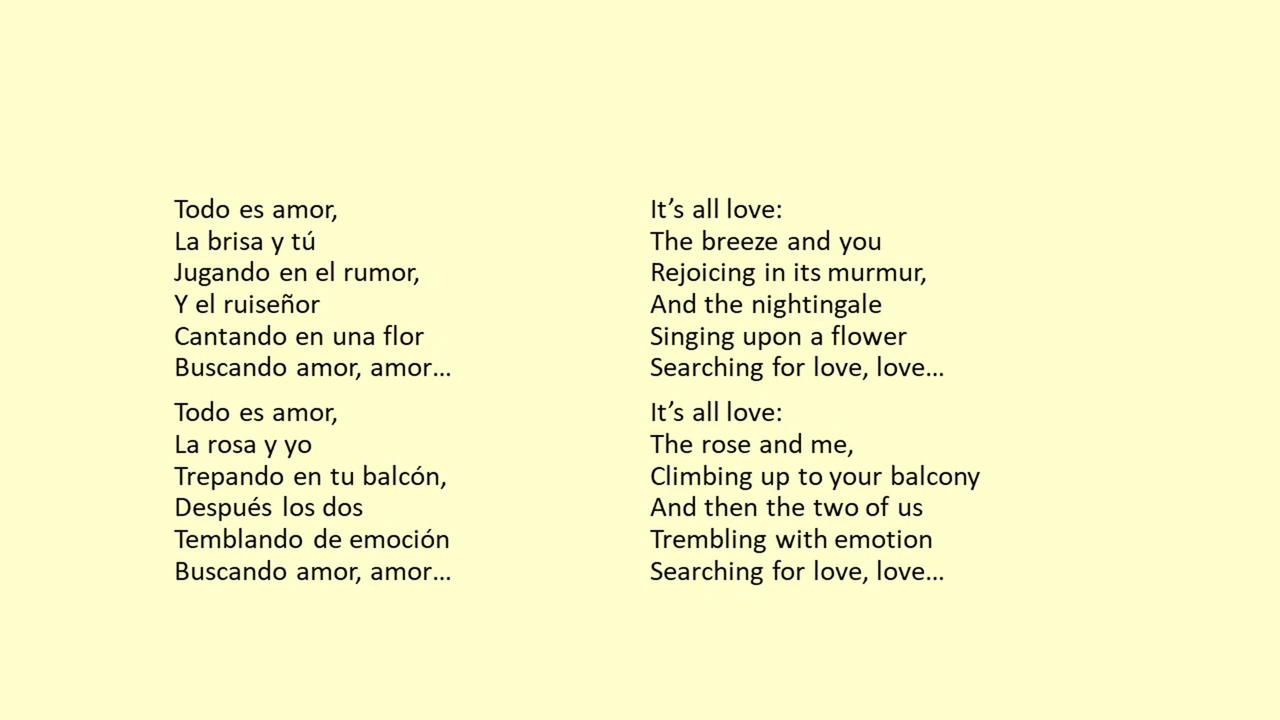 Todo es amor,
La brisa y tú
Jugando en el rumor,
Y el ruiseñor
Cantando en una flor
Buscando amor, amor…
Todo es amor,
La rosa y yo
Trepando en tu balcón,
Después los dos
Temblando de emoción
Buscando amor, amor…
It’s all love:
The breeze and you
Rejoicing in its murmur,
And the nightingale
Singing upon a flower
Searching for love, love…
It’s all love:
The rose and me,
Climbing up to your balcony
And then the two of us
Trembling with emotion
Searching for love, love…